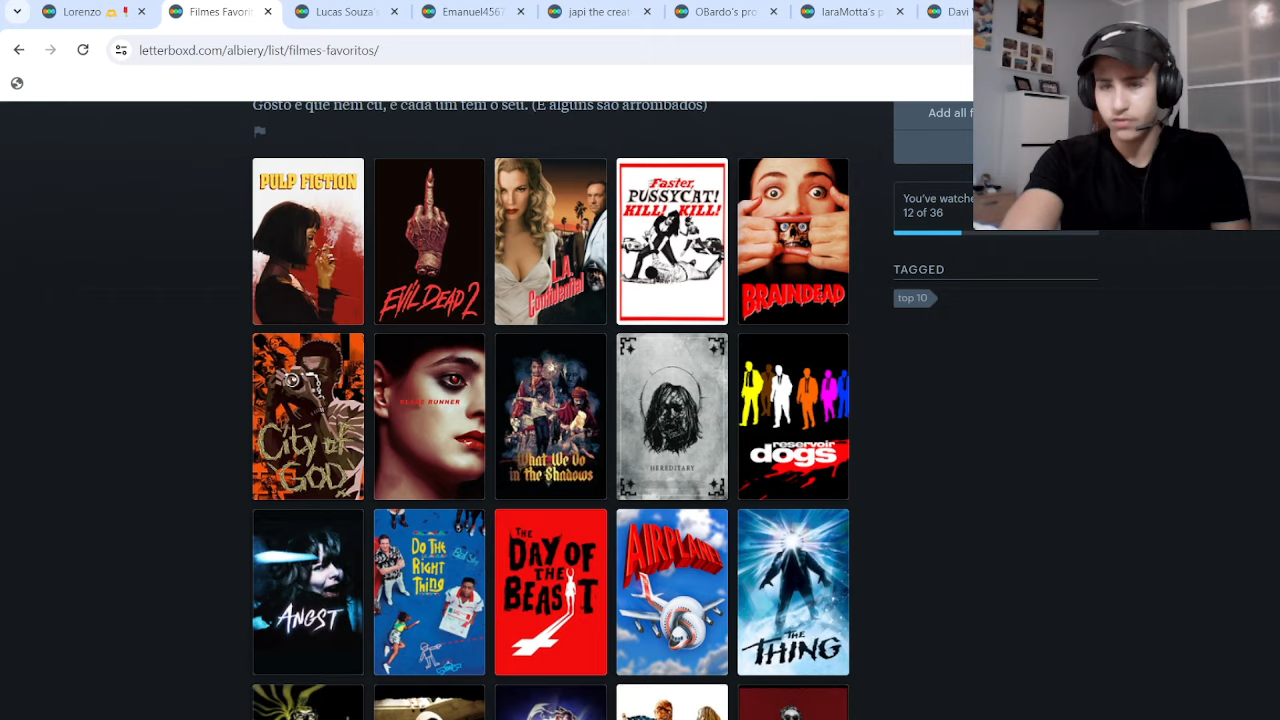 Lorenzo
Filmes Favorit
Lucas Souza's
Emanuel4567
japi the creat
OBardo's pro
IaraMotta's p
Davi
letterboxd.com/albiery/list/filmes-favoritos/
Gosto é que nem cu, e cada um tem o seu. (E alguns são arrombados)
Add all f
You've watche
12 of 36
TAGGED
top 10
PULP FICTION
EVIL DEAD 2
L.A.
Confidential
Faster,
PUSSYCAT!
KILL! KILL!
BRAINDEAD
City of
GOD
BLADE RUNNER
What We Do
in the Shadows
HEREDITARY
reservoir
dogs
ANGST
DO THE
RIGHT
THING
THE
DAY OF
THE
BEAST
AIRPLANE!
THE
THING